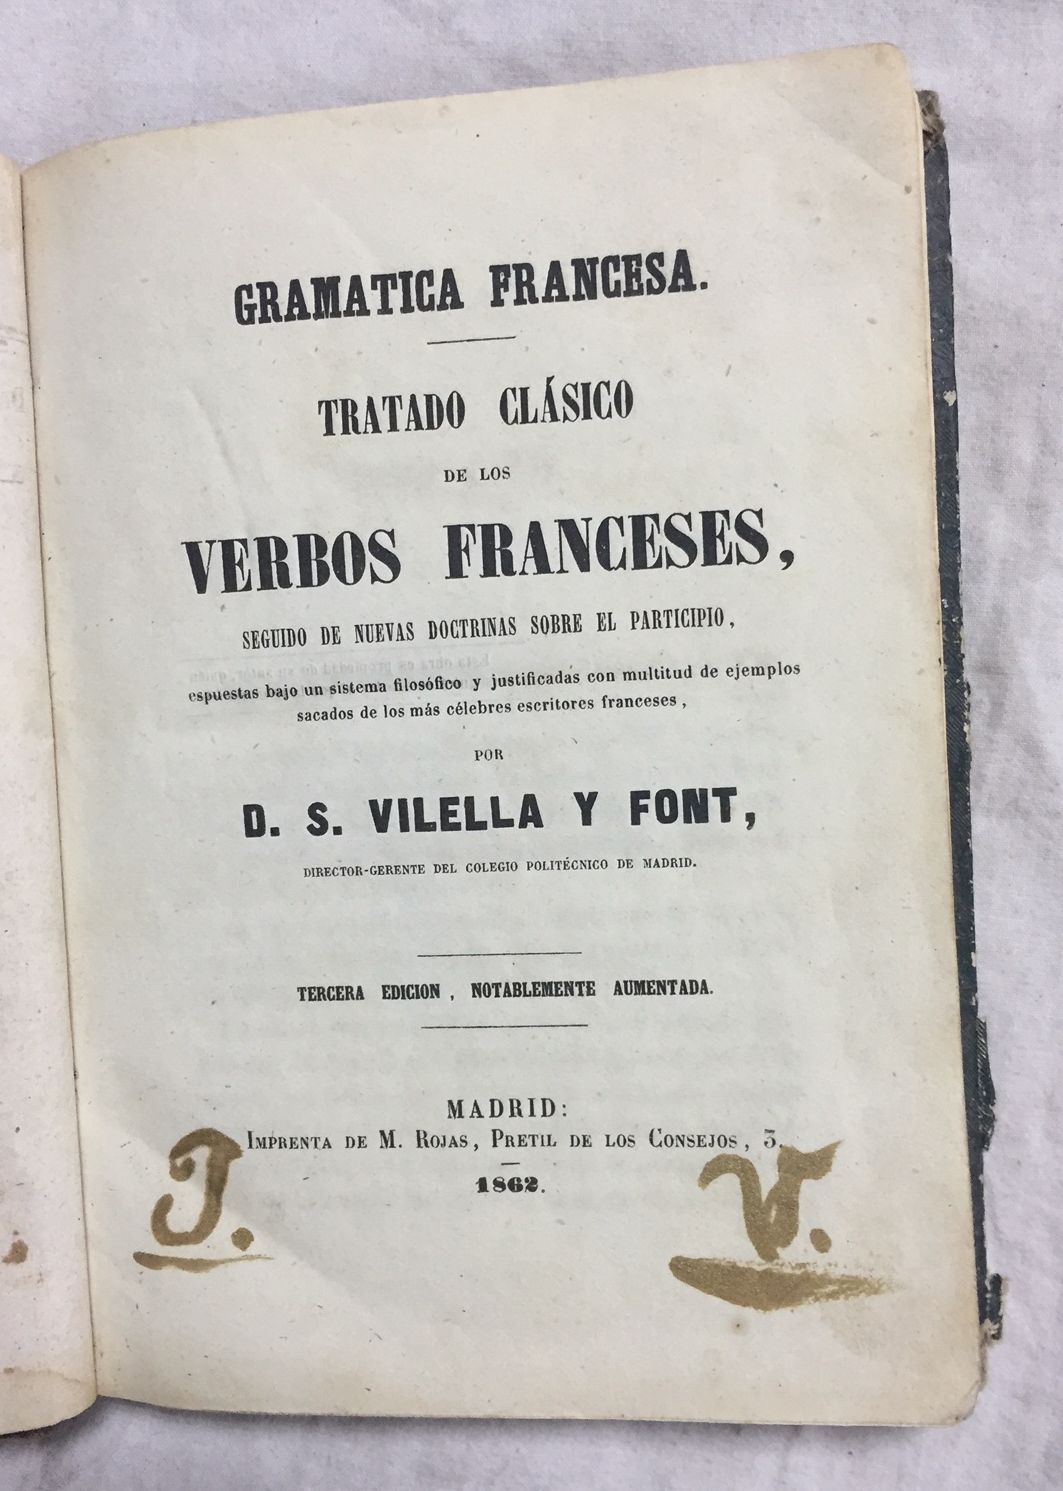 GRAMATICA FRANCESA.
TRATADO CLÁSICO
DE LOS
VERBOS FRANCESES,
SEGUIDO DE NUEVAS DOCTRINAS SOBRE EL PARTICIPIO,
espuestas bajo un sistema filosófico y justificadas con multitud de ejemplos
sacados de los más célebres escritores franceses,
POR
D. S. VILELLA Y FONT,
DIRECTOR-GERENTE DEL COLEGIO POLITÉCNICO DE MADRID.
TERCERA EDICION, NOTABLEMENTE AUMENTADA.
MADRID:
IMPRENTA DE M. ROJAS, PRETIL DE LOS CONSEJOS, 3.
1862.
J. V.